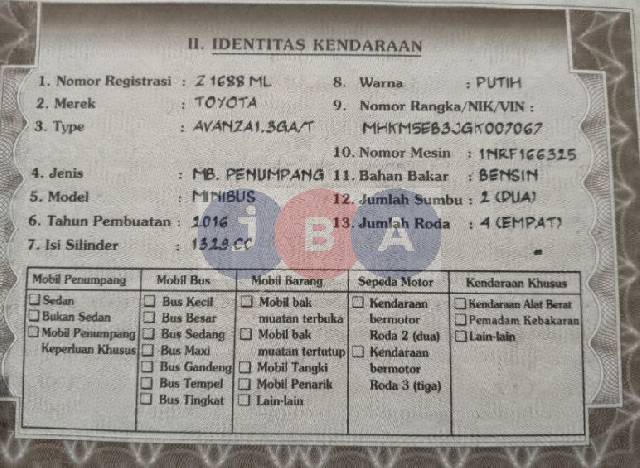 II. IDENTITAS KENDARAAN
1. Nomor Registrasi : Z 1688 ML
2. Merek : TOYOTA
3. Type : AVANZA1.3GA/T
4. Jenis : MB. PENUMPANG
5. Model : MINIBUS
6. Tahun Pembuatan : 2016
7. Isi Silinder : 1329 CC
8. Warna : PUTIH
9. Nomor Rangka/NIK/VIN :
MHKM5EB3JGK007067
10. Nomor Mesin : 1NRF166325
11. Bahan Bakar : BENSIN
12. Jumlah Sumbu : 2 (DUA)
13. Jumlah Roda : 4 (EMPAT)
JBA
Mobil Penumpang
Sedan
Bukan Sedan
Mobil Penumpang
Keperluan Khusus
Mobil Bus
Bus Kecil
Bus Besar
Bus Sedang
Bus Maxi
Bus Gandeng
Bus Tempel
Bus Tingkat
Mobil Barang
Mobil bak
muatan terbuka
Mobil bak
muatan tertutup
Mobil Tangki
Mobil Penarik
Lain-lain
Sepeda Motor
Kendaraan
bermotor
Roda 2 (dua)
Kendaraan
bermotor
Roda 3 (tiga)
Kendaraan Khusus
Kendaraan Alat Berat
Pemadam Kebakaran
Lain-lain